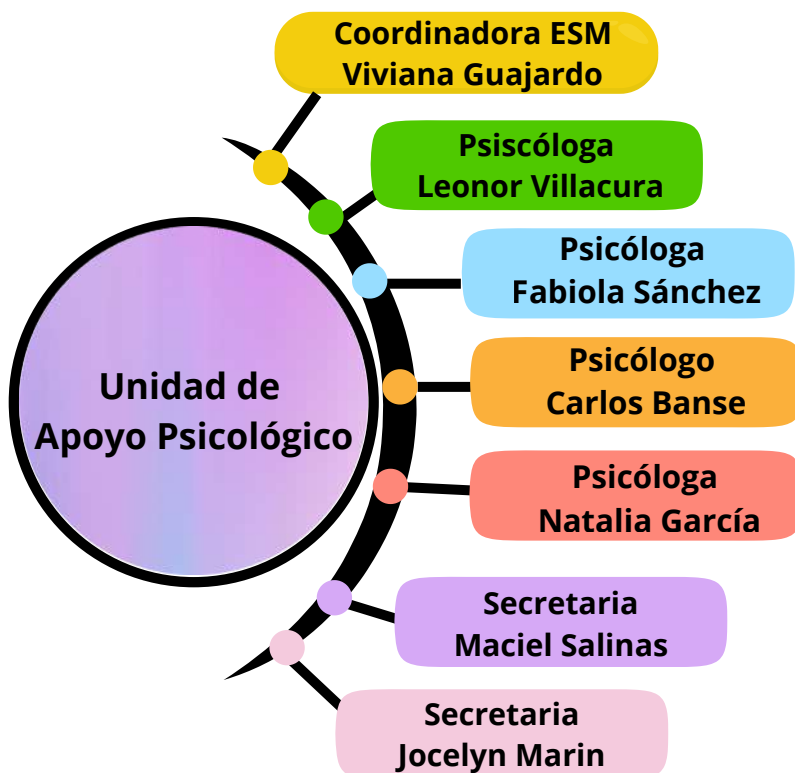 Coordinadora ESM
Viviana Guajardo
Psiscóloga
Leonor Villacura
Psicóloga
Fabiola Sánchez
Psicólogo
Carlos Banse
Unidad de
Apoyo Psicológico
Psicóloga
Natalia García
Secretaria
Maciel Salinas
Secretaria
Jocelyn Marin